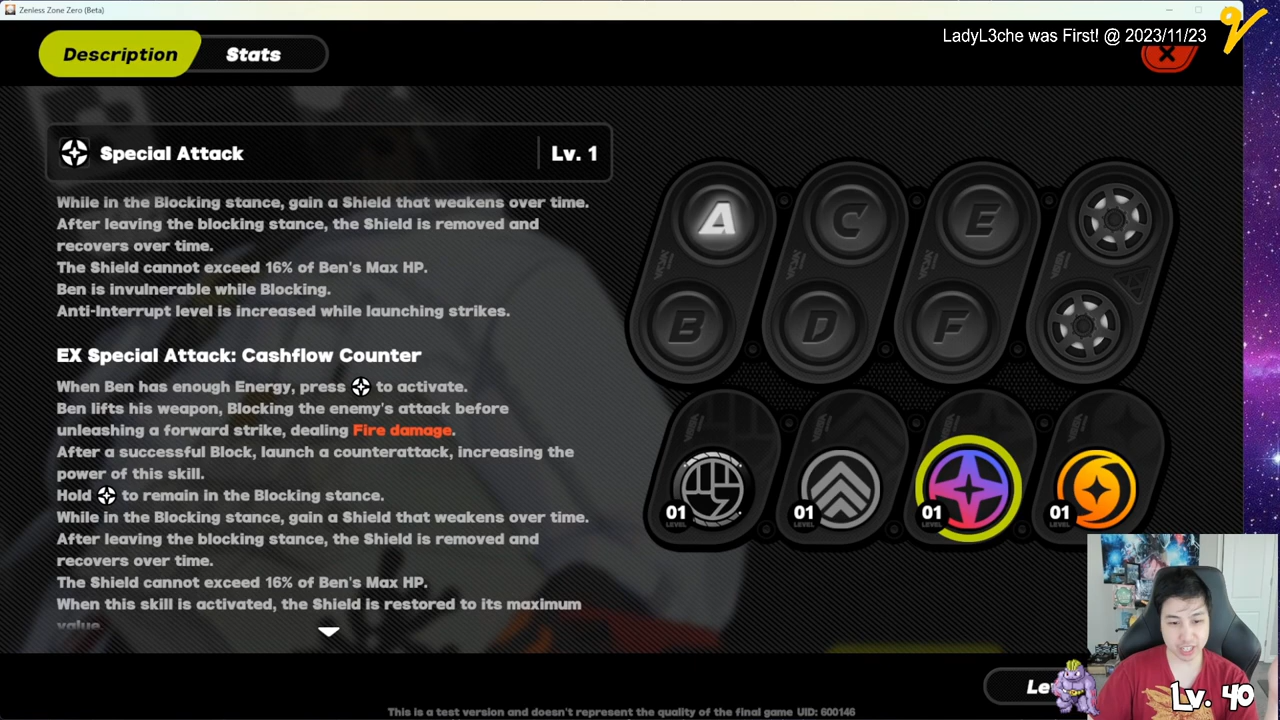 Zenless Zone Zero (Beta)
LadyL3che was First! @ 2023/11/23
Description
Stats
Special Attack
Lv. 1
While in the Blocking stance, gain a Shield that weakens over time.
After leaving the blocking stance, the Shield is removed and
recovers over time.
The Shield cannot exceed 16% of Ben's Max HP.
Ben is invulnerable while Blocking.
Anti-Interrupt level is increased while launching strikes.
EX Special Attack: Cashflow Counter
When Ben has enough Energy, press to activate.
Ben lifts his weapon, Blocking the enemy's attack before
unleashing a forward strike, dealing Fire damage.
After a successful Block, launch a counterattack, increasing the
power of this skill.
Hold to remain in the Blocking stance.
While in the Blocking stance, gain a Shield that weakens over time.
After leaving the blocking stance, the Shield is removed and
recovers over time.
The Shield cannot exceed 16% of Ben's Max HP.
When this skill is activated, the Shield is restored to its maximum
value.
A
C
E
B
D
F
01
LEVEL
01
LEVEL
01
LEVEL
01
LEVEL
Lv. 40
This is a test version and doesn't represent the quality of the final game UID: 600146